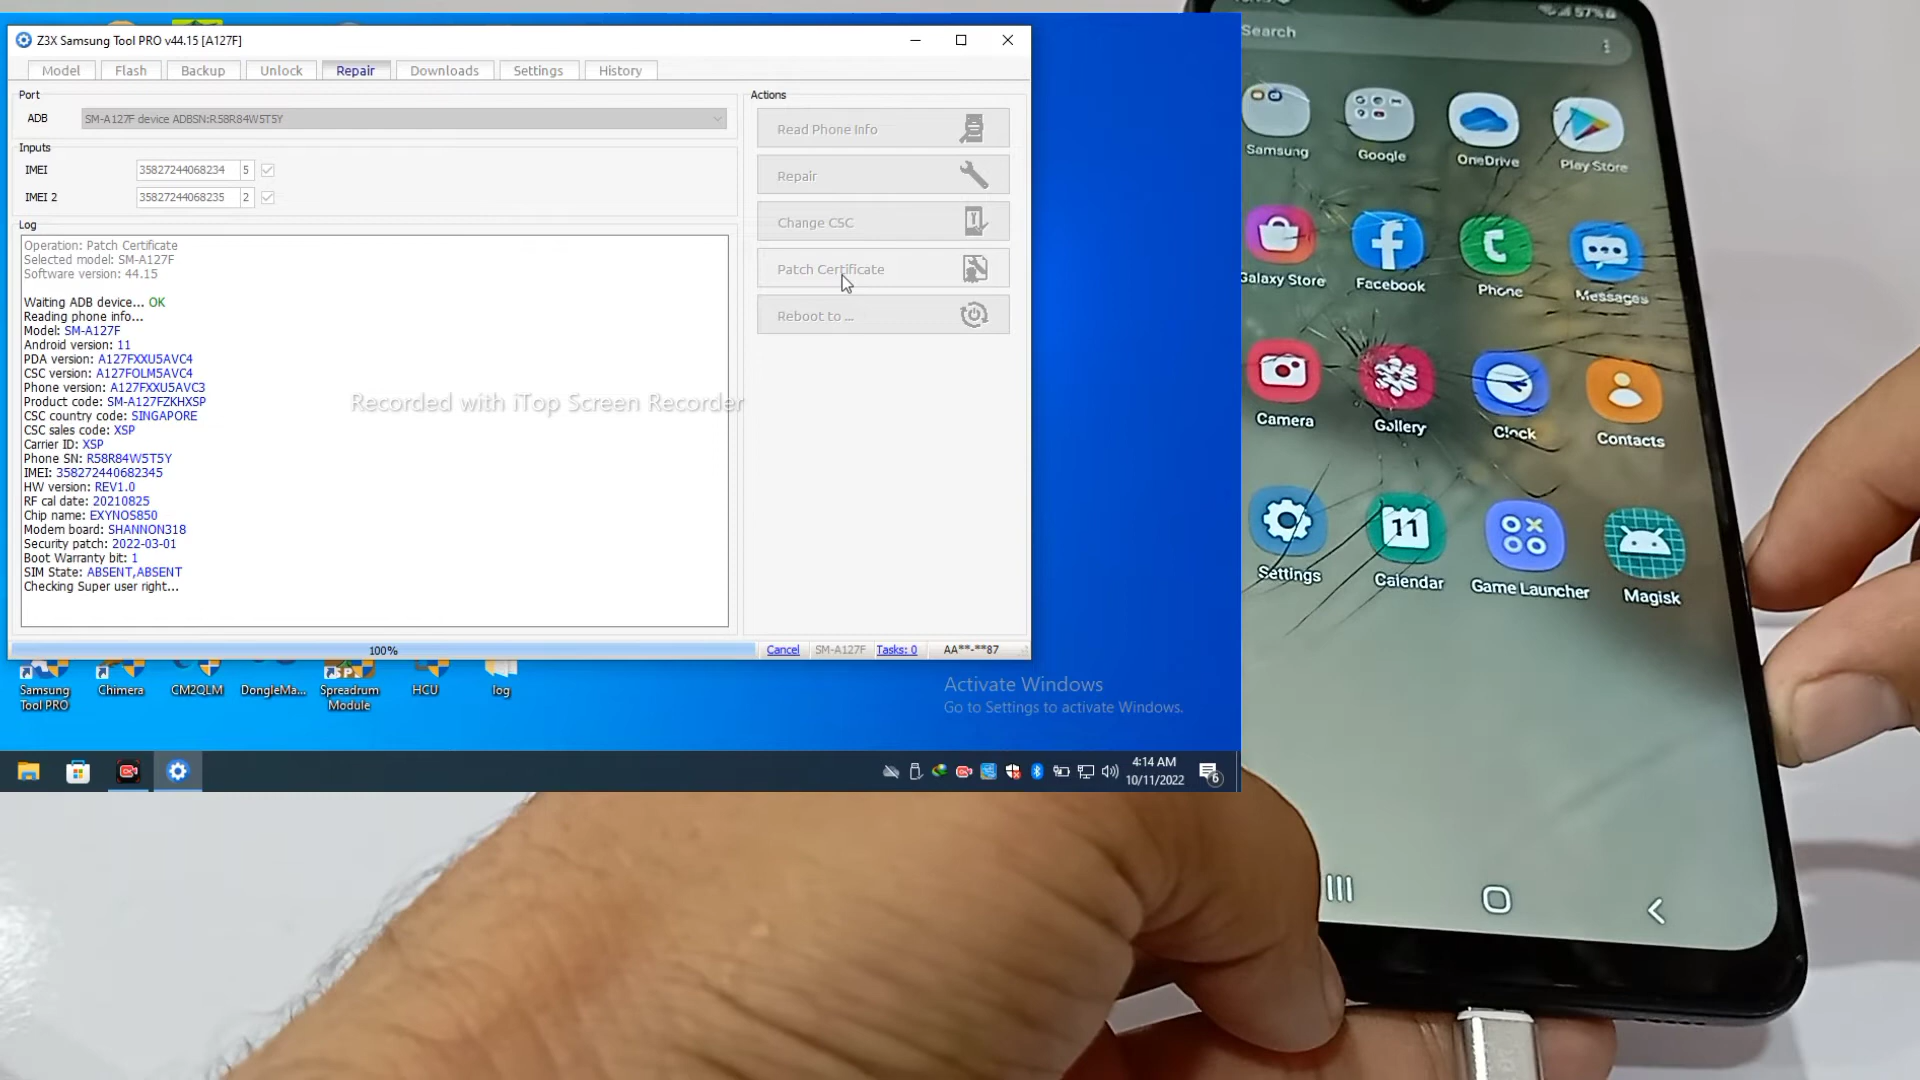 Z3X Samsung Tool PRO v44.15 [A127F]
Model Flash Backup Unlock Repair Downloads Settings History
Port
ADB SM-A127F device ADBSN:R58R84W5T5Y
Inputs
IMEI 35827244068234 5
IMEI 2 35827244068235 2
Log
Operation: Patch Certificate
Selected model: SM-A127F
Software version: 44.15
Waiting ADB device... OK
Reading phone info...
Model: SM-A127F
Android version: 11
PDA version: A127FXXU5AVC4
CSC version: A127FOLM5AVC4
Phone version: A127FXXU5AVC3
Product code: SM-A127FZKHXSP
CSC country code: SINGAPORE
CSC sales code: XSP
Carrier ID: XSP
Phone SN: R58R84W5T5Y
IMEI: 358272440682345
HW version: REV1.0
RF cal date: 20210825
Chip name: EXYNOS850
Modem board: SHANNON318
Security patch: 2022-03-01
Boot Warranty bit: 1
SIM State: ABSENT,ABSENT
Checking Super user right...
Recorded with iTop Screen Recorder
Actions
Read Phone Info
Repair
Change CSC
Patch Certificate
Reboot to ...
100% Cancel SM-A127F Tasks: 0 AA**-**87
Samsung Tool PRO
Chimera
CM2QLM
DongleMa...
Spreadrum Module
HCU
log
Activate Windows
Go to Settings to activate Windows.
4:14 AM
10/11/2022
6
57%
Search
Samsung Google OneDrive Play Store
Galaxy Store Facebook Phone Messages
Camera Gallery Clock Contacts
11
Settings Calendar Game Launcher Magisk